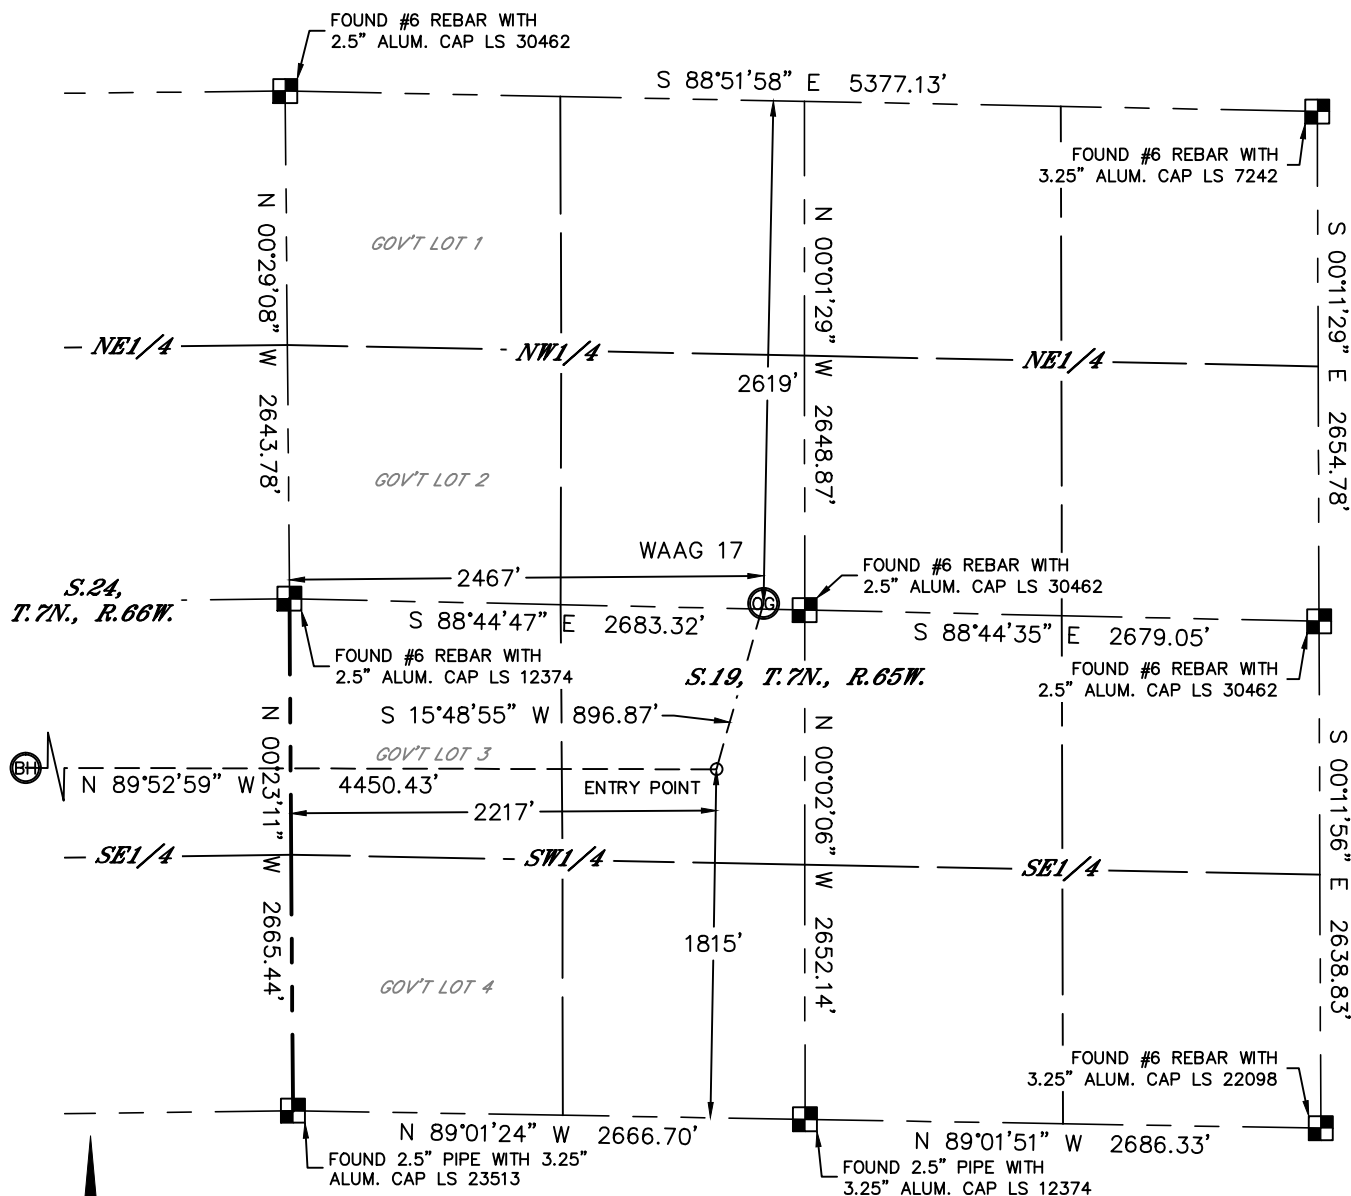 FOUND #6 REBAR WITH
2.5" ALUM. CAP LS 30462
S 88°51'58" E 5377.13'
FOUND #6 REBAR WITH
3.25" ALUM. CAP LS 7242
N 00°29'08" W 2643.78'
GOV'T LOT 1
N 00°01'29" W 2648.87'
S 00°11'29" E 2654.78'
NE1/4
NW1/4
NE1/4
2619'
GOV'T LOT 2
WAAG 17
FOUND #6 REBAR WITH
2.5" ALUM. CAP LS 30462
S.24,
T.7N., R.66W.
2467'
OG
S 88°44'47" E 2683.32'
S 88°44'35" E 2679.05'
FOUND #6 REBAR WITH
2.5" ALUM. CAP LS 12374
S.19, T.7N., R.65W.
FOUND #6 REBAR WITH
2.5" ALUM. CAP LS 30462
N 00°23'11" W 2665.44'
S 15°48'55" W 896.87'
N 00°02'06" W 2652.14'
S 00°11'56" E 2638.83'
GOV'T LOT 3
BH
N 89°52'59" W 4450.43'
ENTRY POINT
2217'
SE1/4
SW1/4
SE1/4
1815'
GOV'T LOT 4
FOUND #6 REBAR WITH
3.25" ALUM. CAP LS 22098
N 89°01'24" W 2666.70'
N 89°01'51" W 2686.33'
FOUND 2.5" PIPE WITH 3.25"
ALUM. CAP LS 23513
FOUND 2.5" PIPE WITH
3.25" ALUM. CAP LS 12374